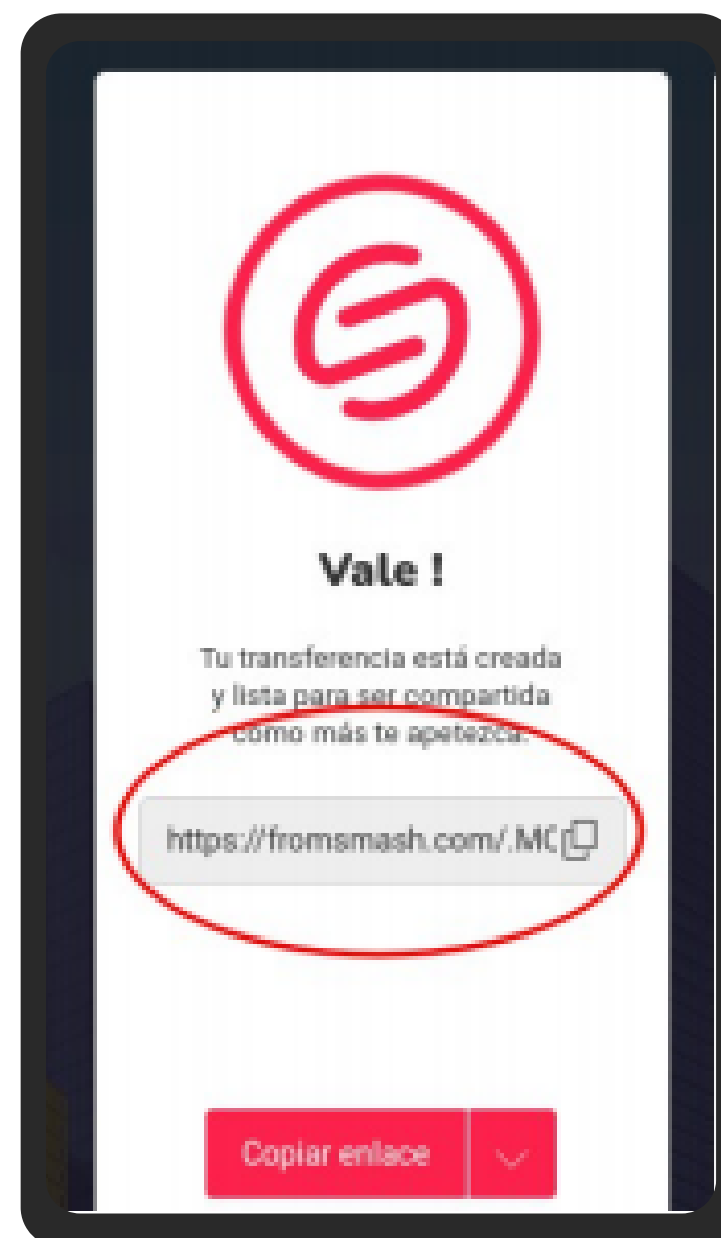 Vale !
Tu transferencia está creada
y lista para ser compartida
como más te apetezca.
https://fromsmash.com/.MC
Copiar enlace